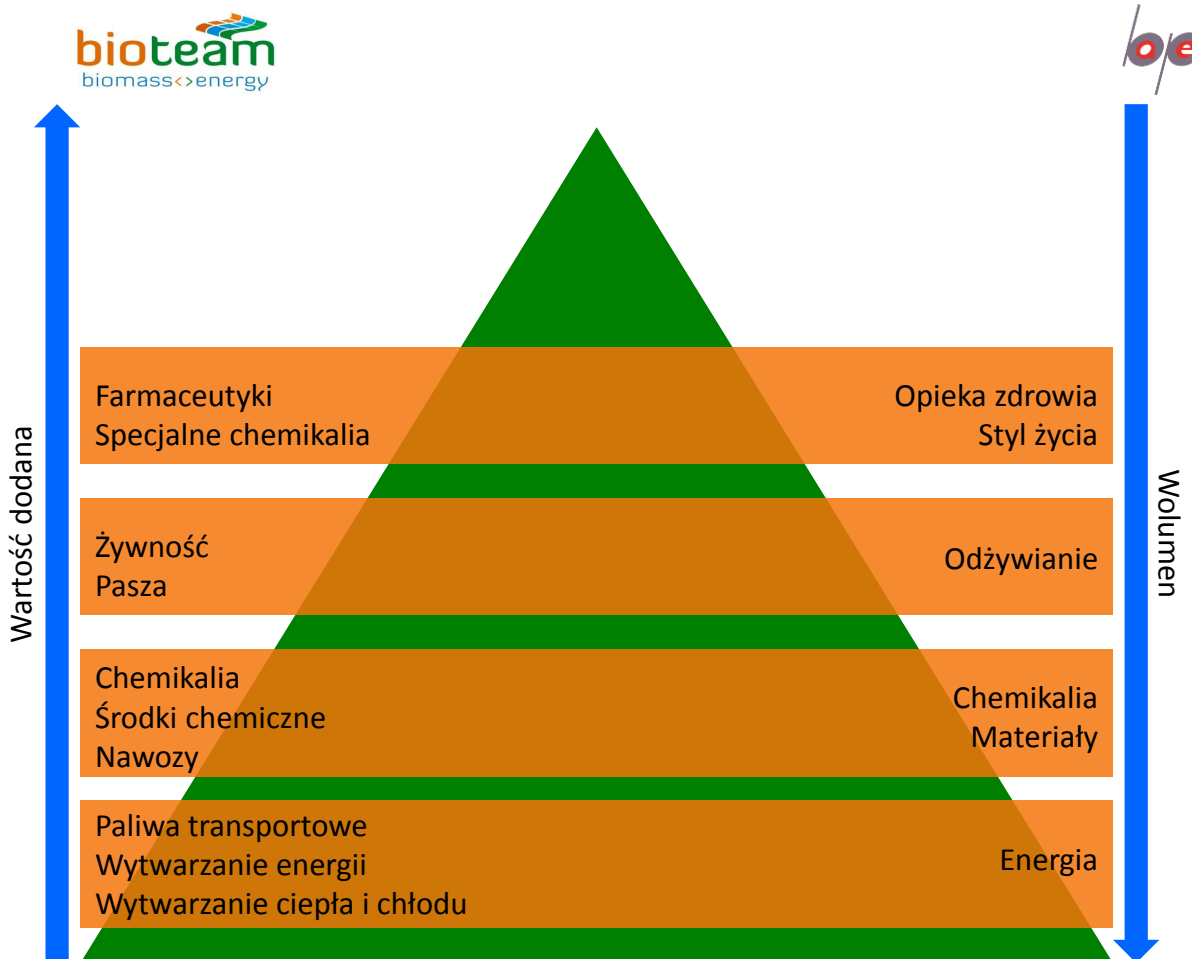 bioteam
biomass<>energy
bape
Wartość dodana
Farmaceutyki
Specjalne chemikalia
Opieka zdrowia
Styl życia
Żywność
Pasza
Odżywianie
Chemikalia
Środki chemiczne
Nawozy
Chemikalia
Materiały
Paliwa transportowe
Wytwarzanie energii
Wytwarzanie ciepła i chłodu
Energia
Wolumen